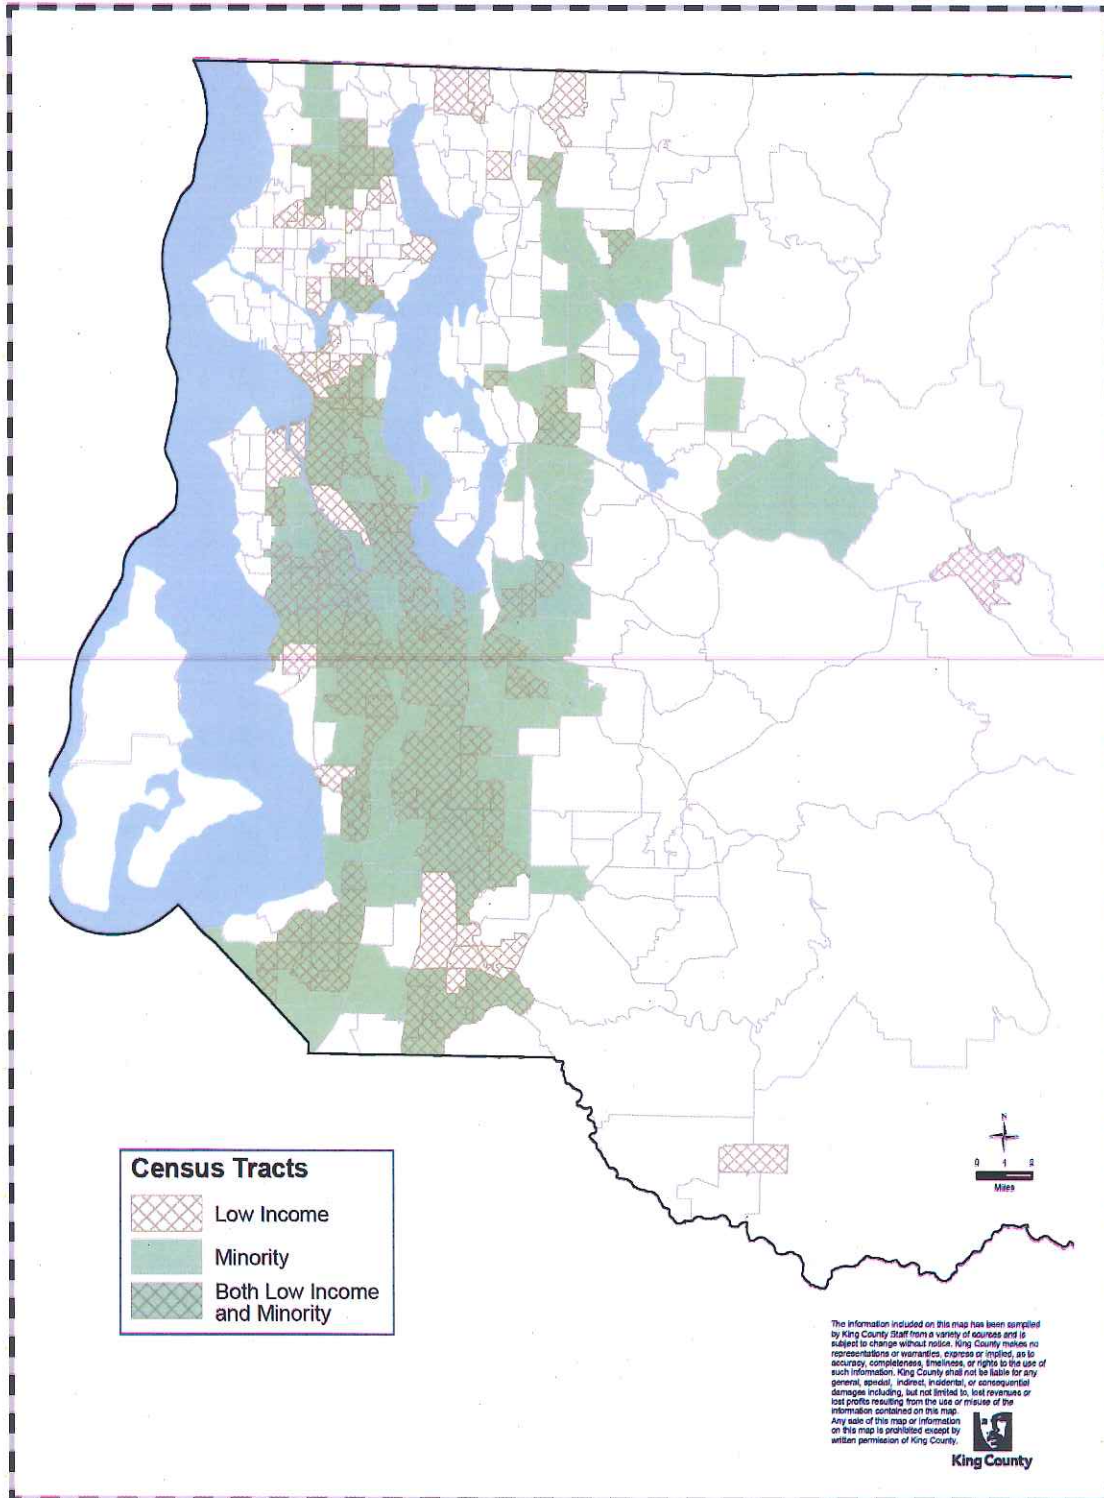 Census Tracts
Low Income
Minority
Both Low Income
and Minority
N
Miles
The information included on this map has been compiled
by King County Staff from a variety of sources and is
subject to change without notice. King County makes no
representations or warranties, express or implied, as to
accuracy, completeness, timeliness, or rights to the use of
such information. King County shall not be liable for any
general, special, indirect, incidental, or consequential
damages including, but not limited to, lost revenues or
lost profits resulting from the use or misuse of the
information contained on this map.
Any sale of this map or information
on this map is prohibited except by
written permission of King County.
King County